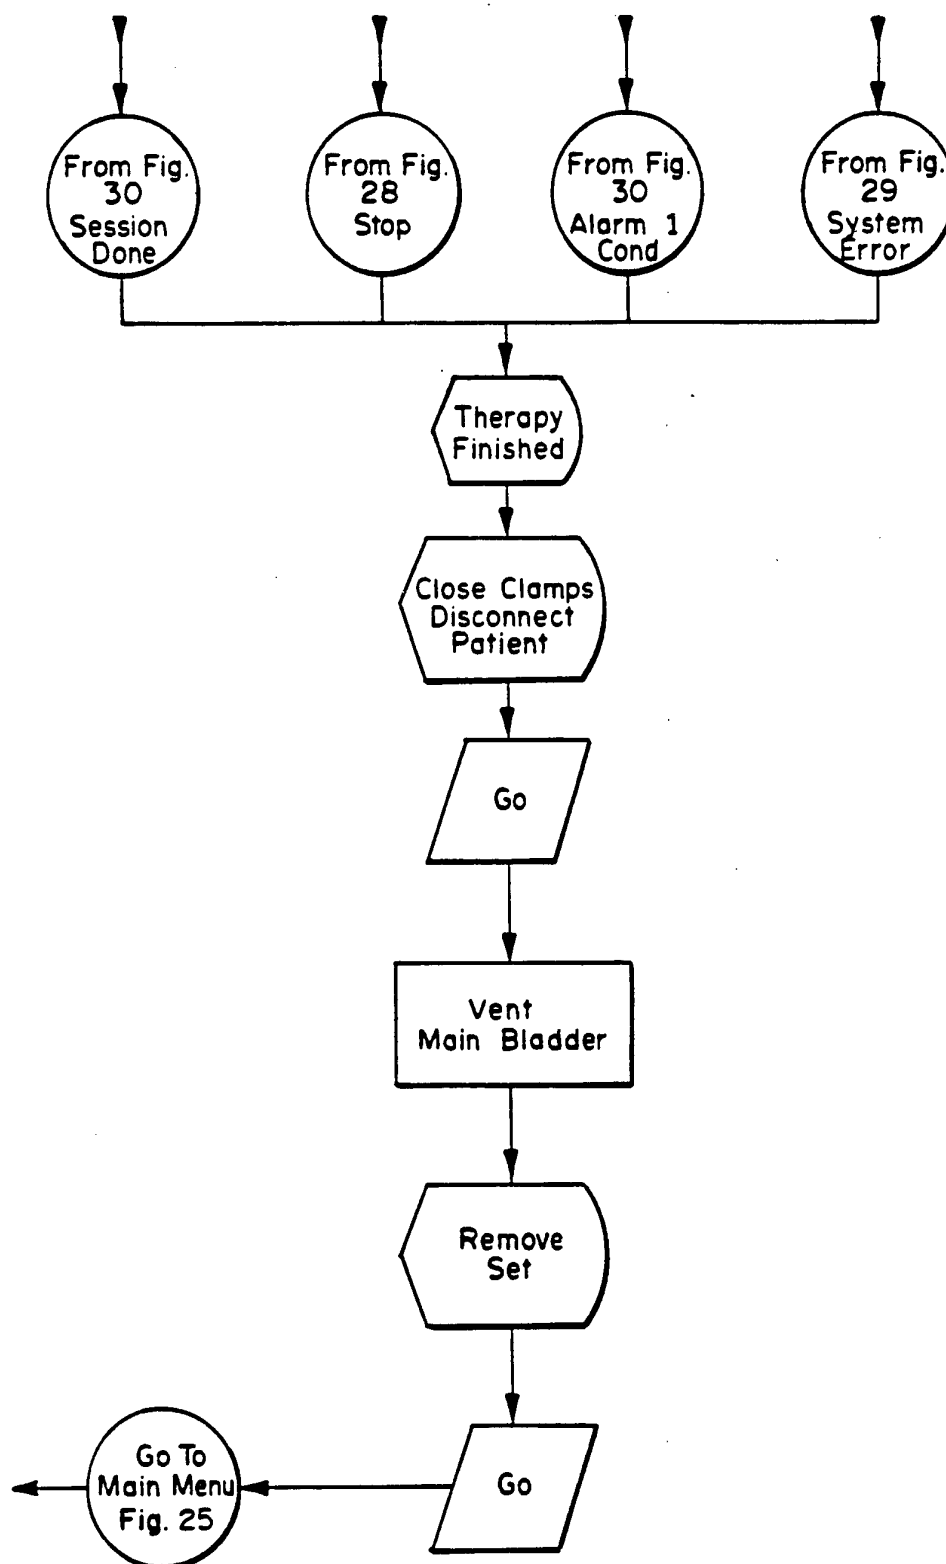 From Fig.
30
Session
Done
From Fig.
28
Stop
From Fig.
30
Alarm 1
Cond
From Fig.
29
System
Error
Therapy
Finished
Close Clamps
Disconnect
Patient
Go
Vent
Main Bladder
Remove
Set
Go
Go To
Main Menu
Fig. 25